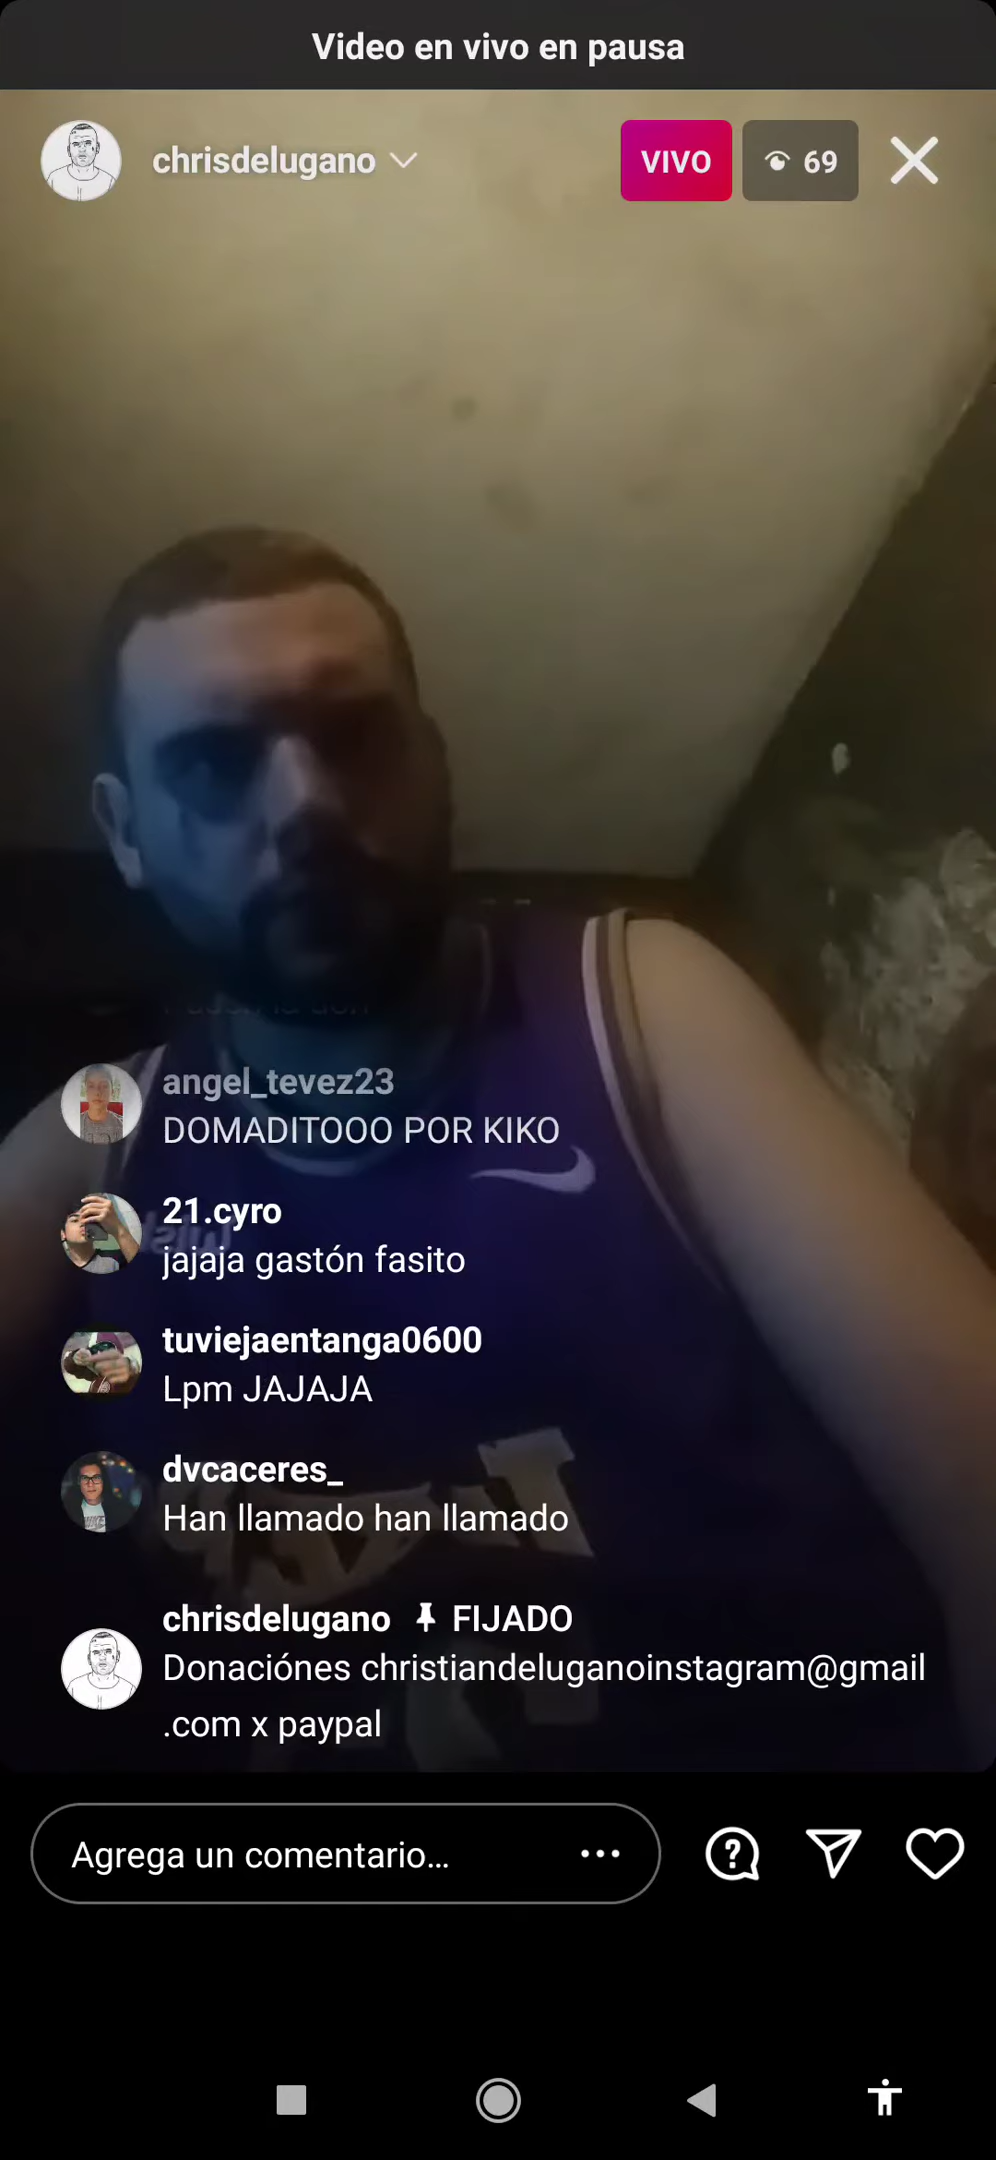 Video en vivo en pausa
chrisdelugano
VIVO
69
angel_tevez23
DOMADITOOO POR KIKO
21.cyro
jajaja gastón fasito
tuviejaentanga0600
Lpm JAJAJA
dvcaceres_
Han llamado han llamado
chrisdelugano FIJADO
Donaciónes christiandeluganoinstagram@gmail
.com x paypal
Agrega un comentario...